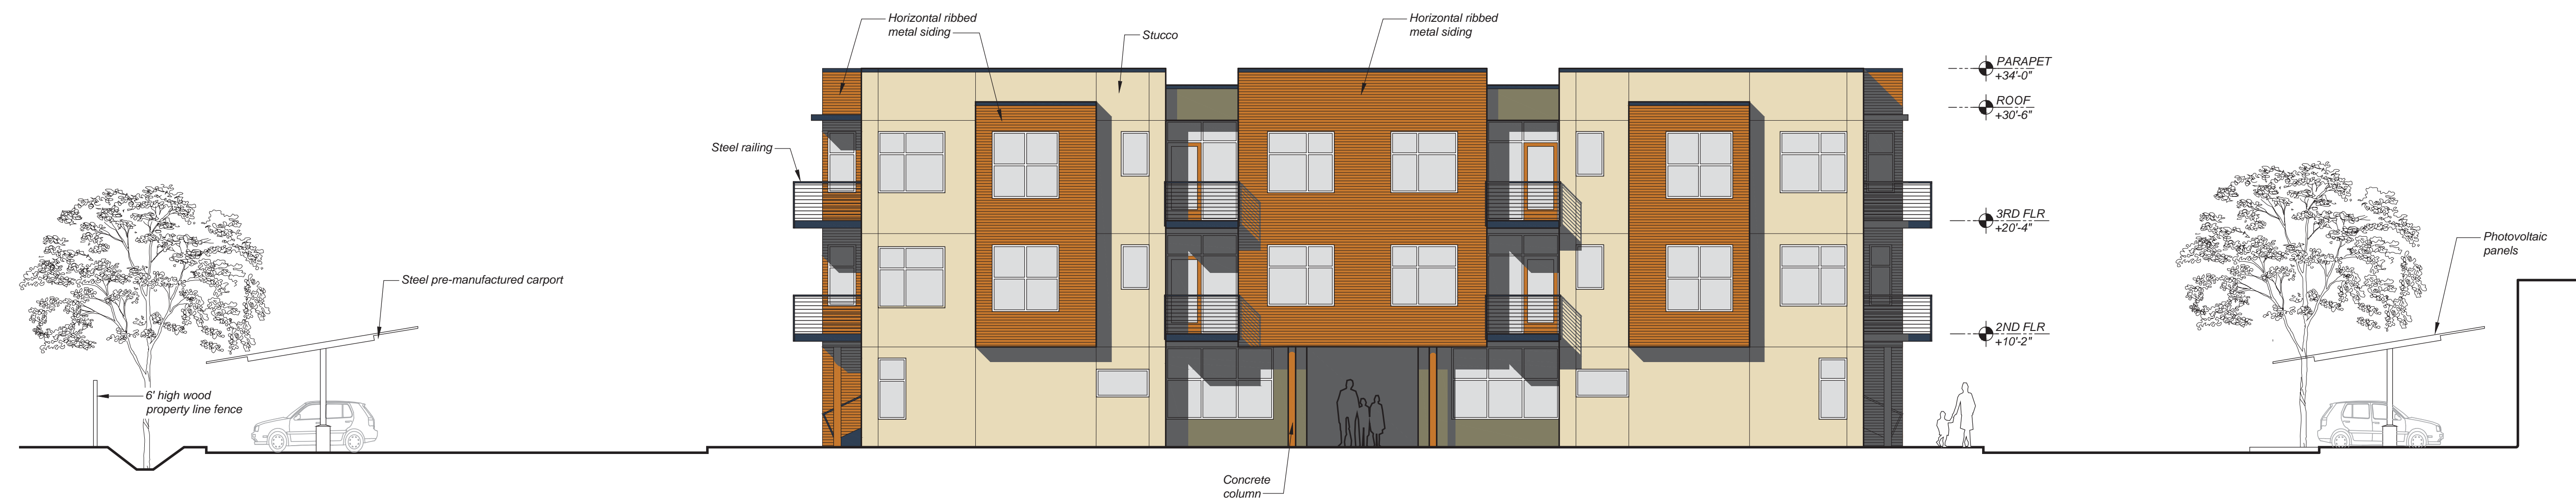 Horizontal ribbed
metal siding
Stucco
Horizontal ribbed
metal siding
PARAPET
+34'-0"
ROOF
+30'-6"
Steel railing
3RD FLR
+20'-4"
Photovoltaic
panels
Steel pre-manufactured carport
2ND FLR
+10'-2"
6' high wood
property line fence
Concrete
column